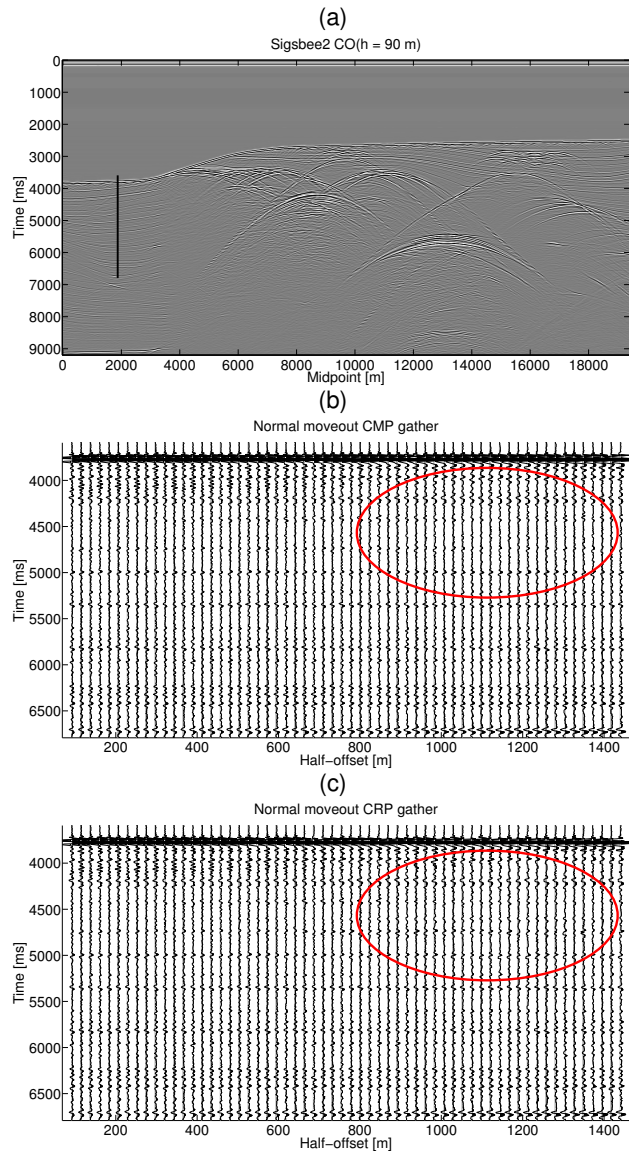 (a)
Sigsbee2 CO(h = 90 m)
0
1000
2000
3000
4000
5000
6000
7000
8000
9000
Time [ms]
0 2000 4000 6000 8000 10000 12000 14000 16000 18000
Midpoint [m]
(b)
Normal moveout CMP gather
4000
4500
5000
5500
6000
6500
Time [ms]
200 400 600 800 1000 1200 1400
Half-offset [m]
(c)
Normal moveout CRP gather
4000
4500
5000
5500
6000
6500
Time [ms]
200 400 600 800 1000 1200 1400
Half-offset [m]